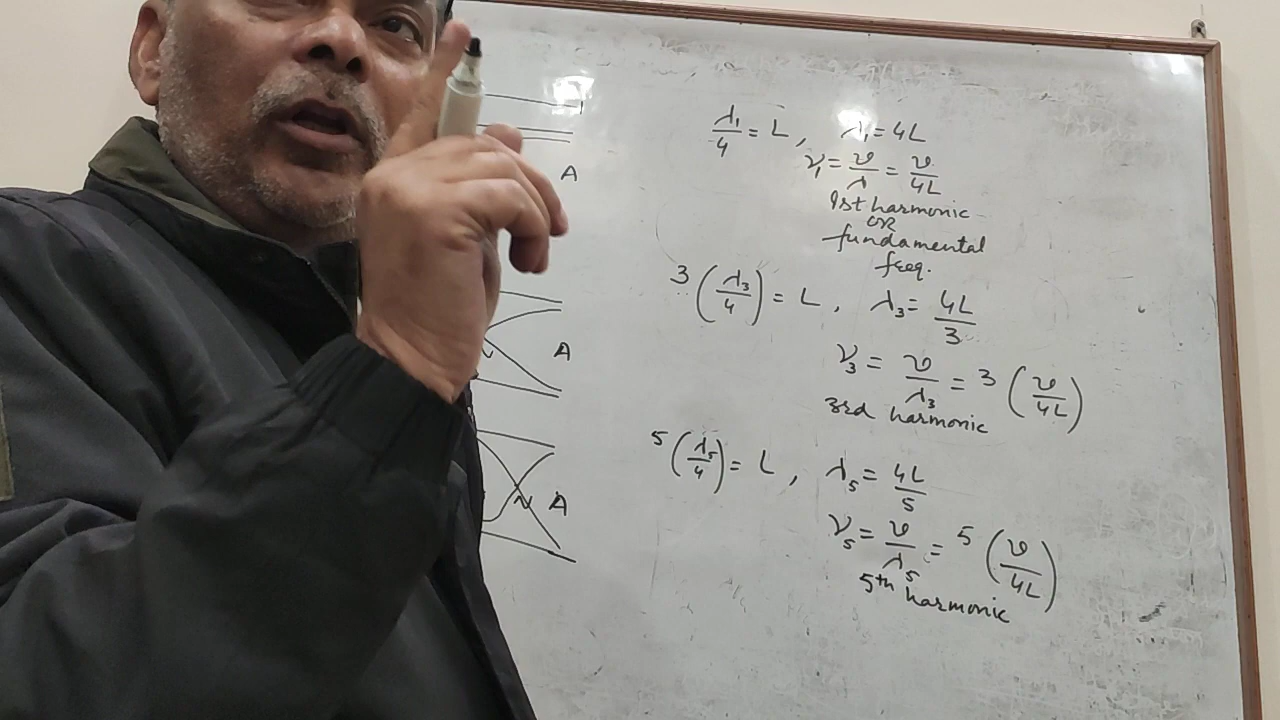 λ₁/4 = L, λ₁ = 4L
ν₁ = v/λ = v/4L
1st harmonic
OR
fundamental
freq.
A
3(λ₃/4) = L, λ₃ = 4L/3
A
N
ν₃ = v/λ₃ = 3(v/4L)
3rd harmonic
5(λ₅/4) = L, λ₅ = 4L/5
N A
ν₅ = v/λ₅ = 5(v/4L)
5th harmonic